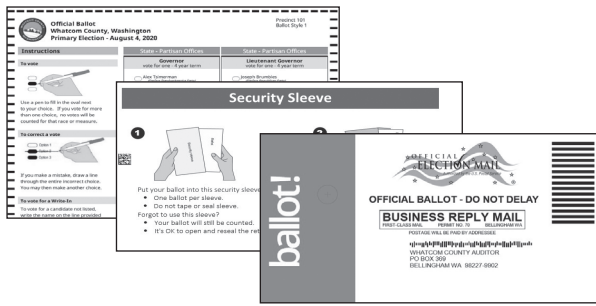 Official Ballot
Whatcom County, Washington
Primary Election - August 4, 2020
Precinct 101
Ballot Style 1
Instructions
To vote
Use a pen to fill in the oval next
to your choice. If you vote for more
than one choice, no votes will be
counted for that race or measure.
To correct a vote
Option 1
Option 2
Option 3
If you make a mistake, draw a line
through the entire incorrect choice.
You may then make another choice.
To vote for a Write-In
To vote for a candidate not listed,
write the name on the line provided
State - Partisan Offices
Governor
vote for one - 4 year term
Alex Tsimerman
State - Partisan Offices
Lieutenant Governor
vote for one - 4 year term
Joseph Brumbles
Security Sleeve
1
2
Put your ballot into this security sleeve
• One ballot per sleeve.
• Do not tape or seal sleeve.
Forgot to use this sleeve?
• Your ballot will still be counted.
• It's OK to open and reseal the ret
ballot!
OFFICIAL
ELECTION MAIL
OFFICIAL BALLOT - DO NOT DELAY
BUSINESS REPLY MAIL
FIRST-CLASS MAIL PERMIT NO. 70 BELLINGHAM WA
POSTAGE WILL BE PAID BY ADDRESSEE
WHATCOM COUNTY AUDITOR
PO BOX 369
BELLINGHAM WA 98227-9902